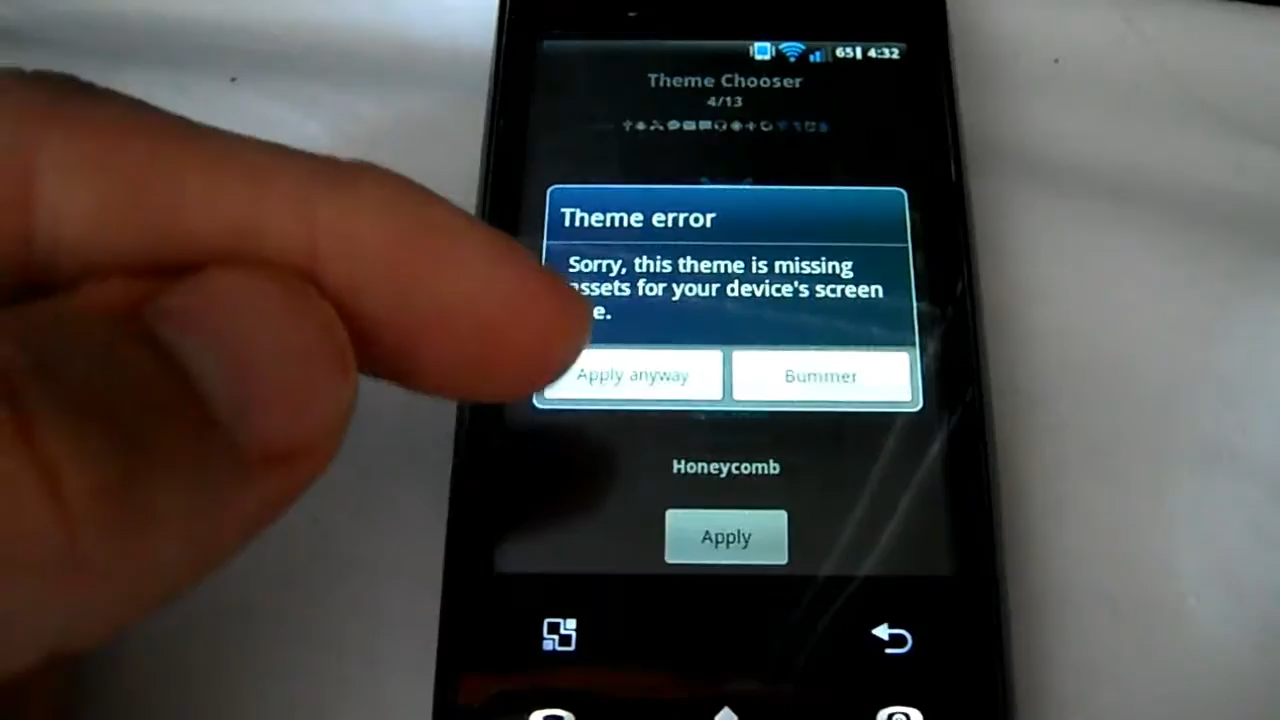 65 4:32
Theme Chooser
4/13
Theme error
Sorry, this theme is missing
ssets for your device's screen
e.
Apply anyway
Bummer
Honeycomb
Apply